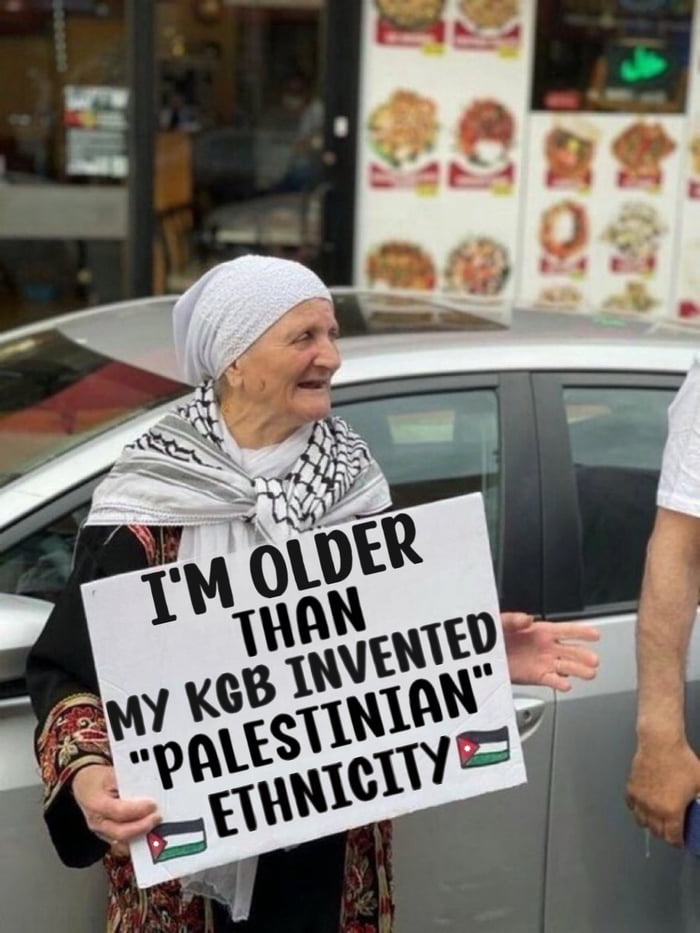 I'M OLDER
THAN
MY KGB INVENTED
"PALESTINIAN"
ETHNICITY